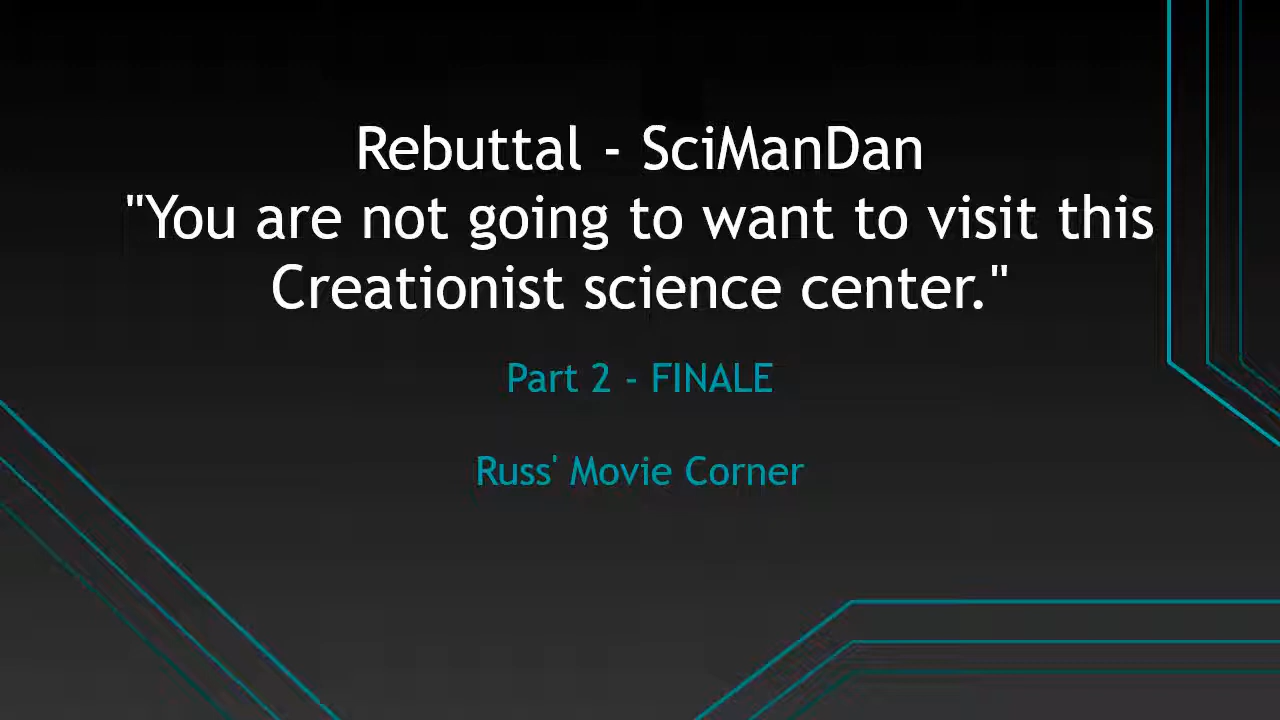 Rebuttal - SciManDan
"You are not going to want to visit this
Creationist science center."
Part 2 - FINALE
Russ' Movie Corner